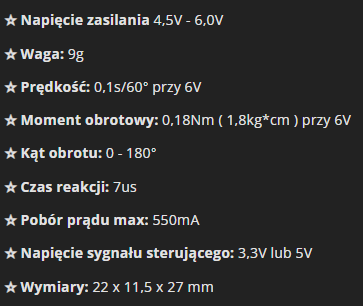 ☆ Napięcie zasilania 4,5V - 6,0V
☆ Waga: 9g
☆ Prędkość: 0,1s/60° przy 6V
☆ Moment obrotowy: 0,18Nm ( 1,8kg*cm ) przy 6V
☆ Kąt obrotu: 0 - 180°
☆ Czas reakcji: 7us
☆ Pobór prądu max: 550mA
☆ Napięcie sygnału sterującego: 3,3V lub 5V
☆ Wymiary: 22 x 11,5 x 27 mm